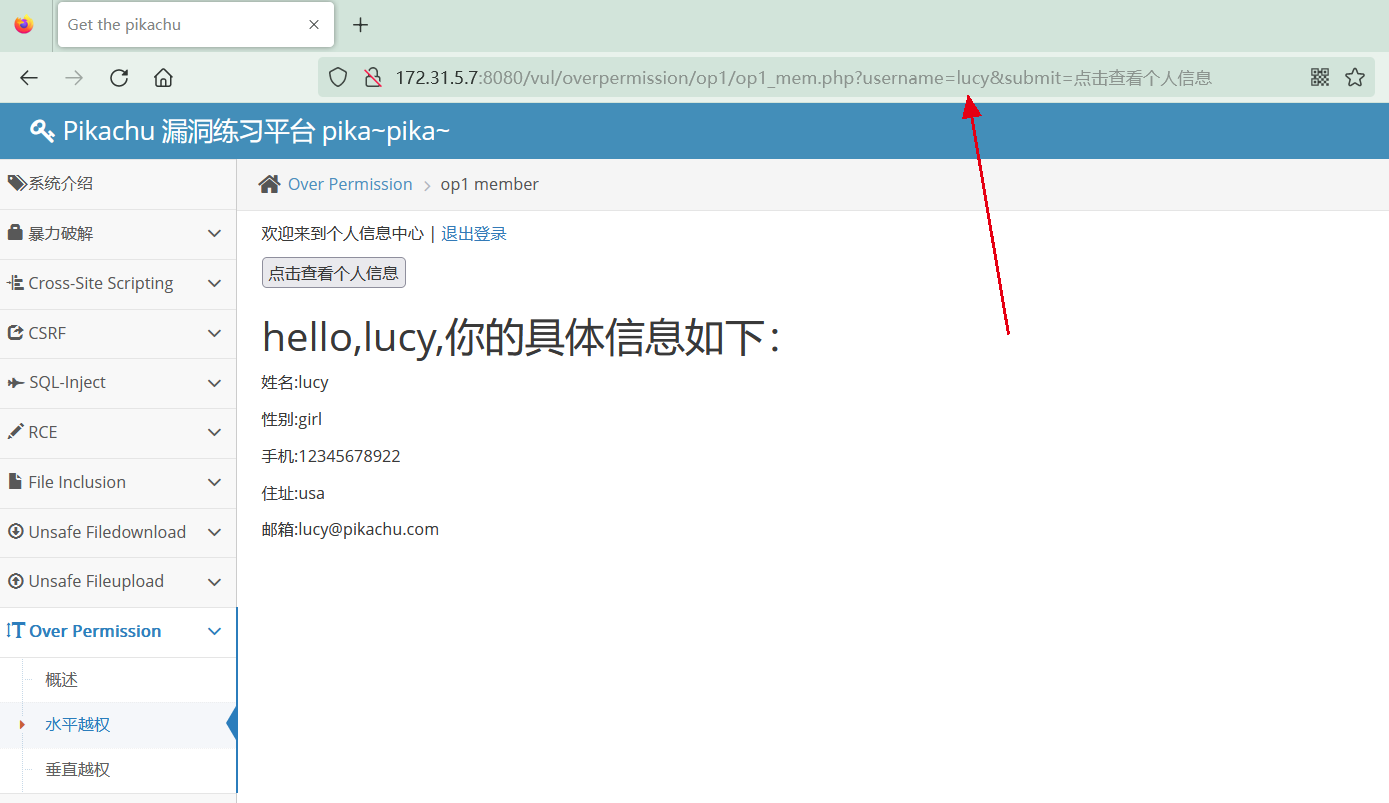 Get the pikachu
172.31.5.7:8080/vul/overpermission/op1/op1_mem.php?username=lucy&submit=点击查看个人信息
Pikachu 漏洞练习平台 pika~pika~
系统介绍
暴力破解
Cross-Site Scripting
CSRF
SQL-Inject
RCE
File Inclusion
Unsafe Filedownload
Unsafe Fileupload
Over Permission
概述
水平越权
垂直越权
Over Permission > op1 member
欢迎来到个人信息中心 | 退出登录
点击查看个人信息
hello,lucy,你的具体信息如下：
姓名:lucy
性别:girl
手机:12345678922
住址:usa
邮箱:lucy@pikachu.com